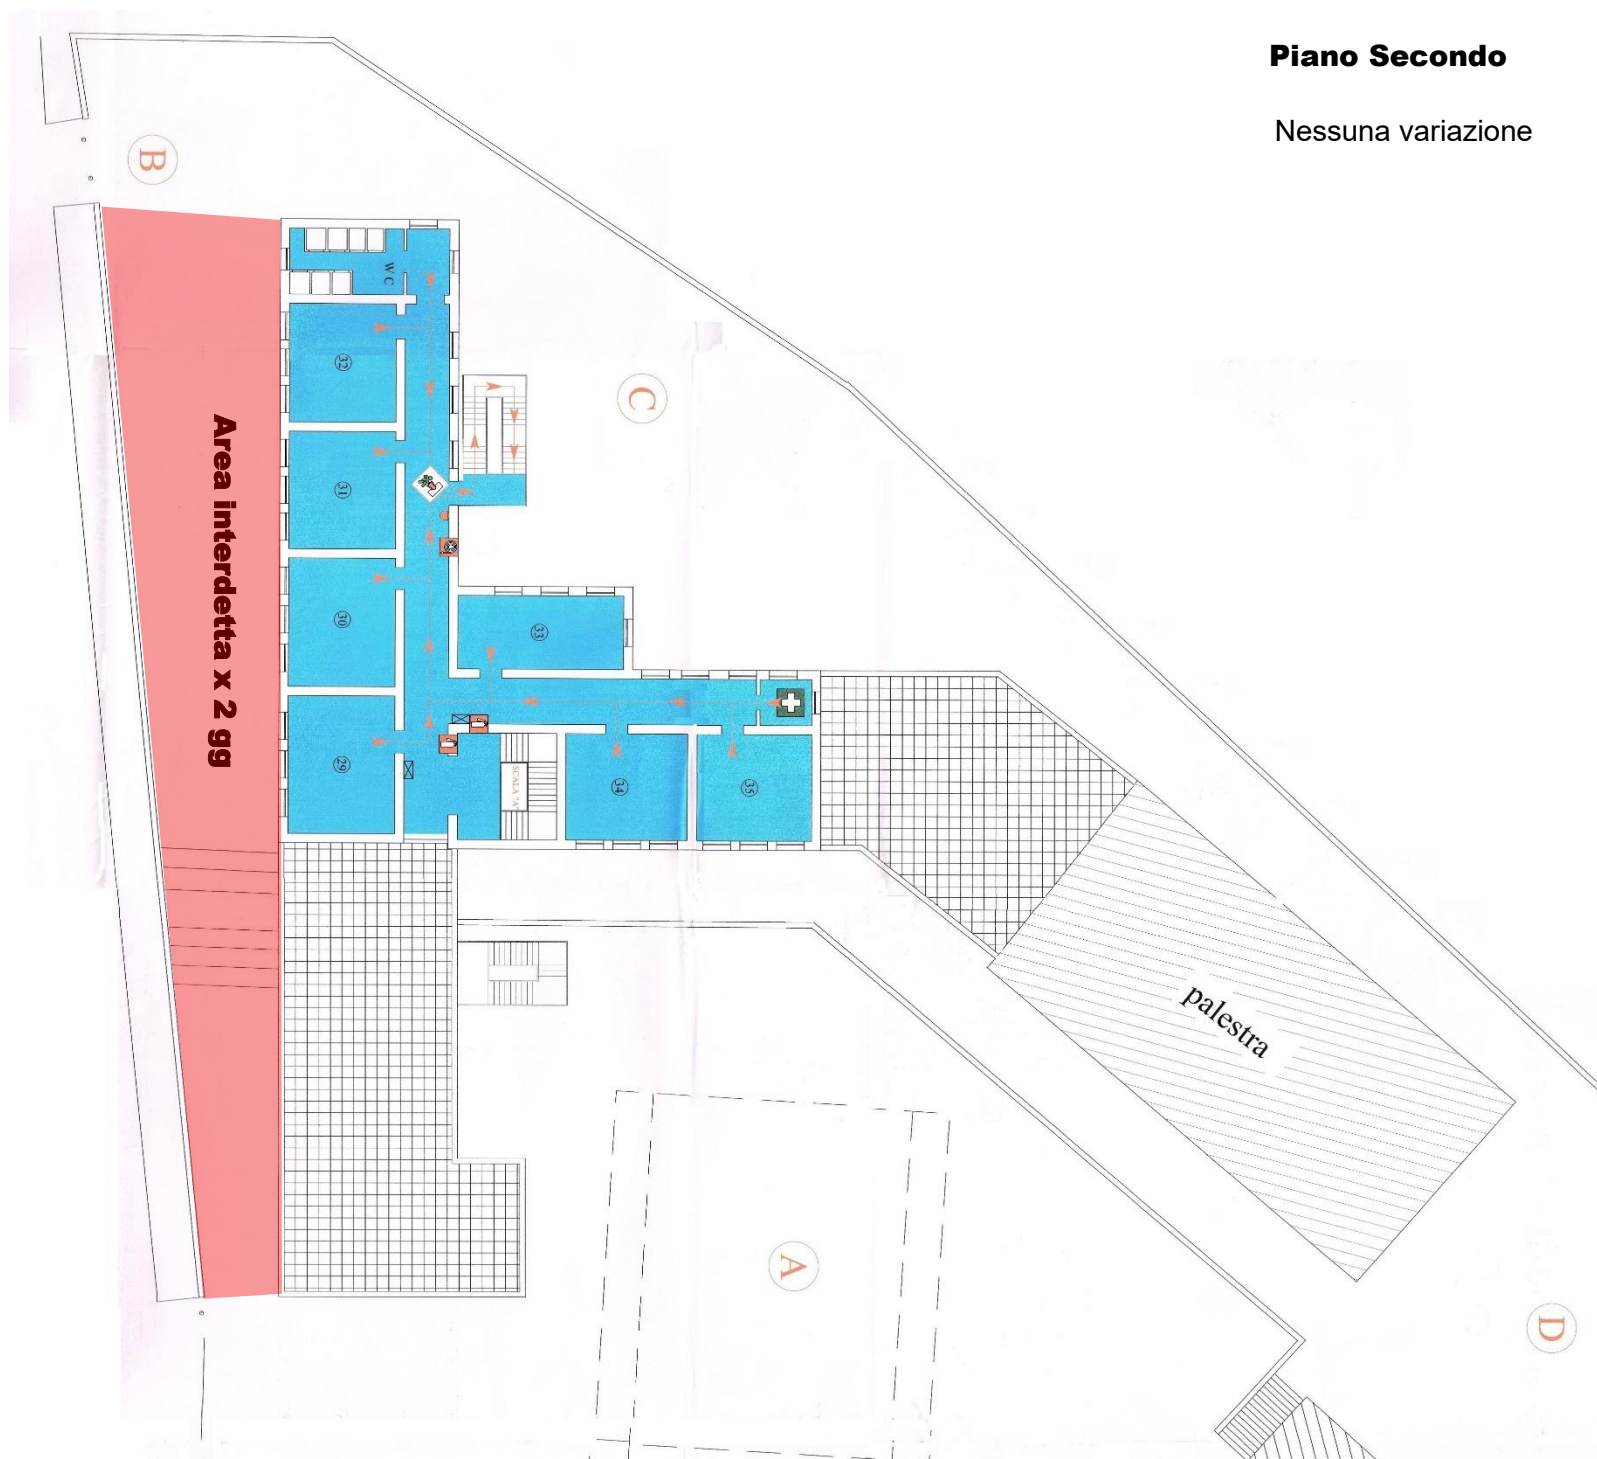 Piano Secondo
Nessuna variazione
B
W C
32
C
31
Area interdetta x 2 gg
30
33
29
SCALA "A"
34
35
palestra
A
D